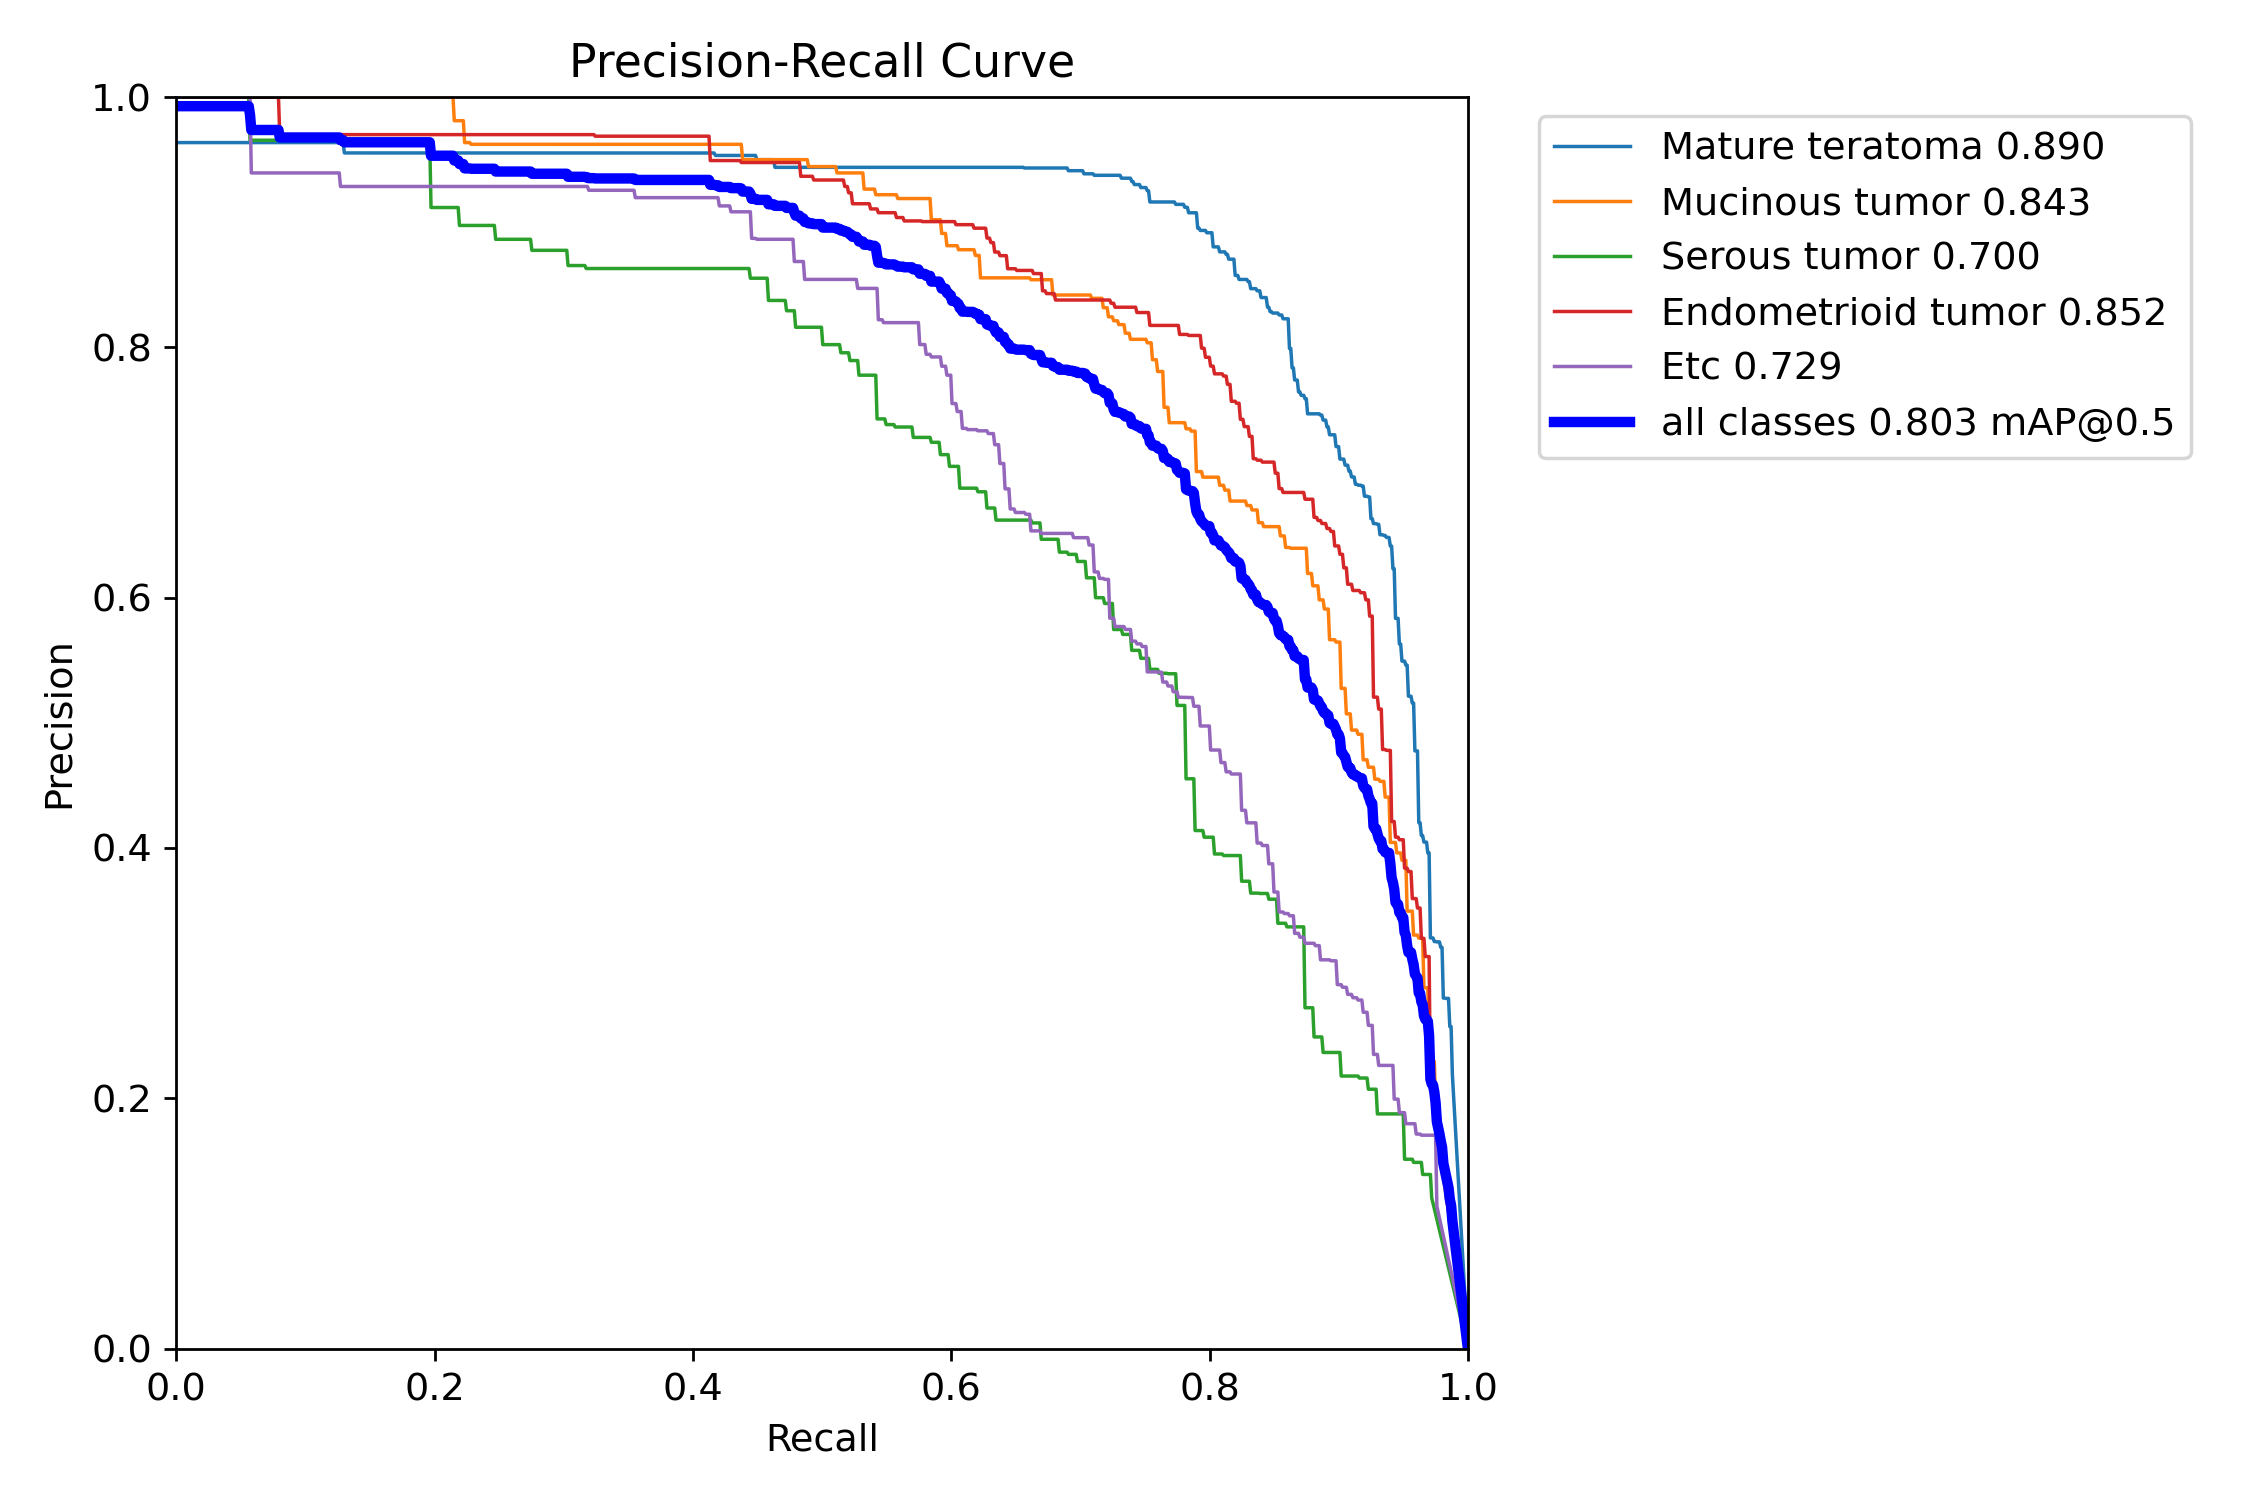 Precision-Recall Curve
1.0
0.8
0.6
0.4
0.2
0.0
Precision
0.0 0.2 0.4 0.6 0.8 1.0
Recall
Mature teratoma 0.890
Mucinous tumor 0.843
Serous tumor 0.700
Endometrioid tumor 0.852
Etc 0.729
all classes 0.803 mAP@0.5